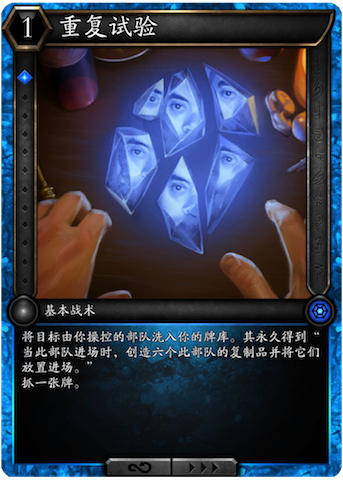 1
重复试验
基本战术
将目标由你操控的部队洗入你的牌库。其永久得到“
当此部队进场时，创造六个此部队的复制品并将它们
放置进场。”
抓一张牌。